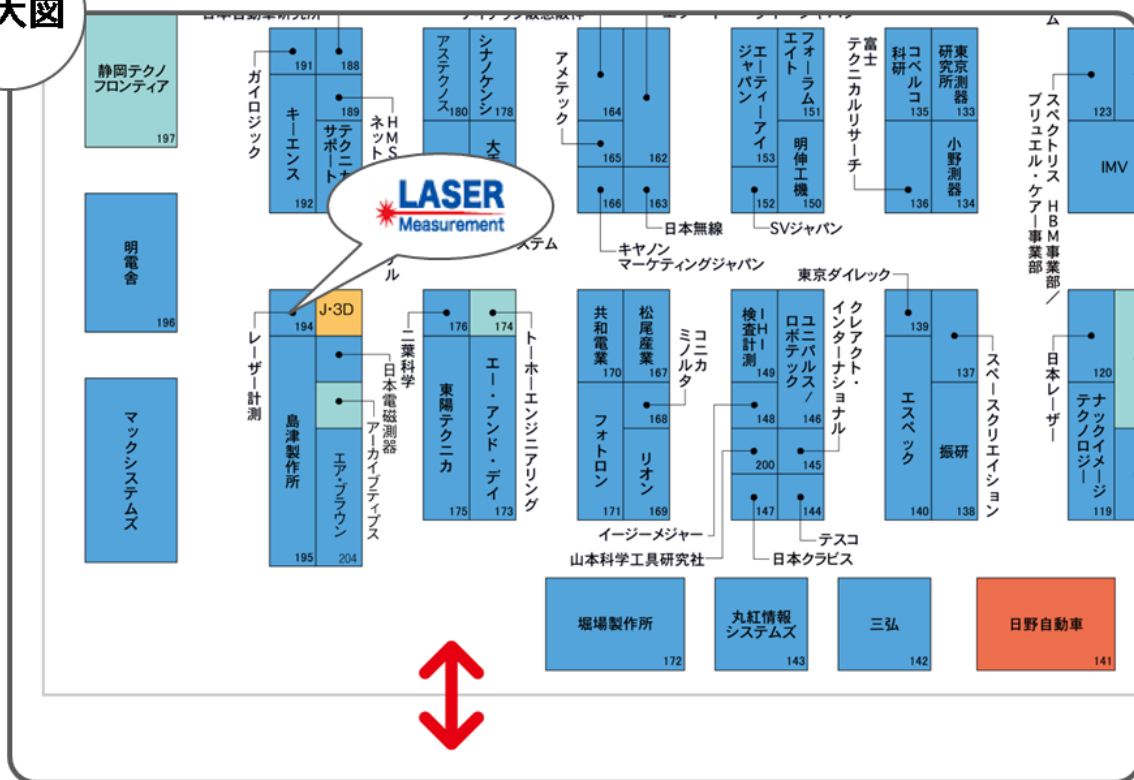 大図
日本自動車研究所
静岡テクノ
フロンティア
197
明電舎
196
マックシステムズ
ガイロジック
191
188
キーエンス
192
189
テクニカ
サポート
HMS
ネット
ル
LASER
Measurement
アステクノス
180
シナノケンシ
178
ステム
アメテック
164
165
166
162
163
日本無線
キヤノン
マーケティングジャパン
エーティーアイ
ジャパン
153
フォーラム
エイト
151
明伸工機
150
152
SVジャパン
富士
テクニカルリサーチ
コベルコ
科研
135
東京測器
研究所
133
136
小野測器
134
ム
123
IMV
スペクトリス HBM事業部/
ブリュエル・ケアー事業部
レーザー計測
194
J・3D
島津製作所
195
日本電磁測器
アーカイブティブス
エア・ブラウン
204
二葉科学
176
174
東陽テクニカ
175
エー・アンド・デイ
173
トーホーエンジニアリング
共和電業
170
松尾産業
167
コニカ
ミノルタ
168
フォトロン
171
リオン
169
IHI
検査計測
149
ユニパルス/
ロボテック
146
クレアクト・
インターナショナル
148
200
145
147
144
イージーメジャー
山本科学工具研究社
テスコ
日本クラビス
東京ダイレック
139
137
スペースクリエイション
エスペック
140
振研
138
日本レーザー
120
ナックイメージ
テクノロジー
119
堀場製作所
172
丸紅情報
システムズ
143
三弘
142
日野自動車
141